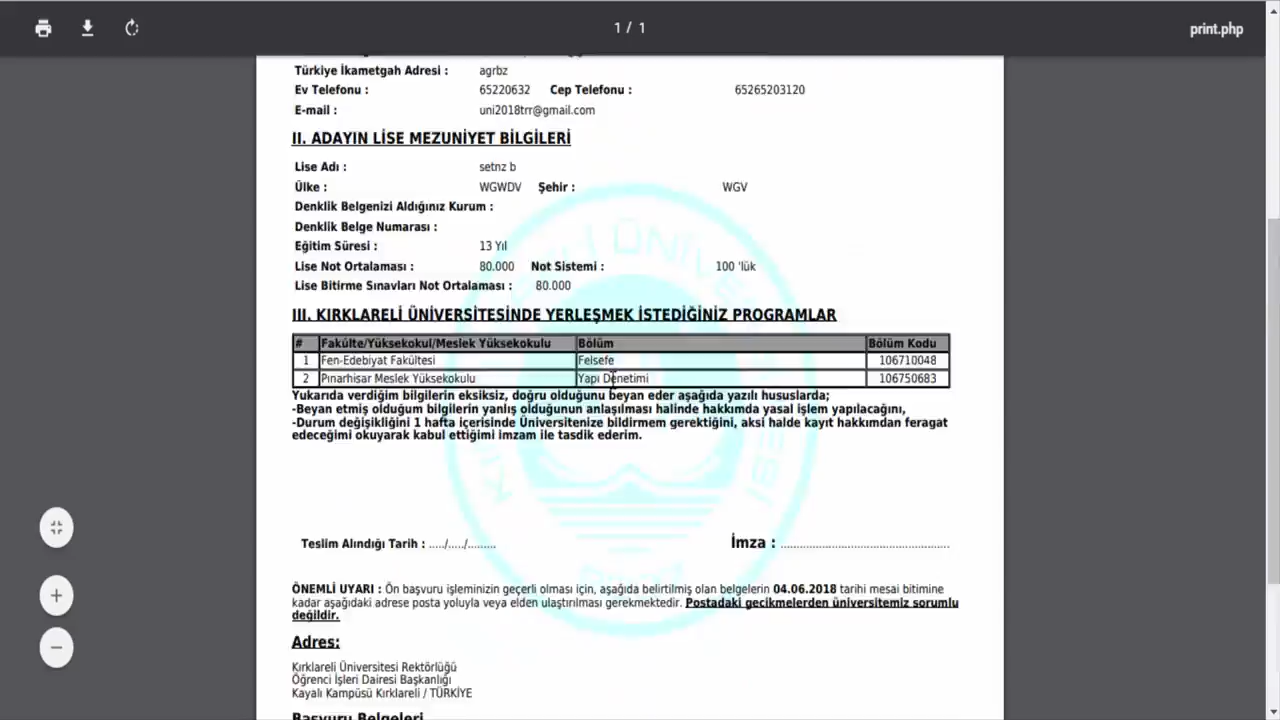 1 / 1
print.php
Türkiye İkametgah Adresi : agrbz
Ev Telefonu : 65220632 Cep Telefonu : 65265203120
E-mail : uni2018trr@gmail.com
II. ADAYIN LİSE MEZUNİYET BİLGİLERİ
Lise Adı : setnz b
Ülke : WGWDV Şehir : WGV
Denklik Belgenizi Aldığınız Kurum :
Denklik Belge Numarası :
Eğitim Süresi : 13 Yıl
Lise Not Ortalaması : 80.000 Not Sistemi : 100 'lük
Lise Bitirme Sınavları Not Ortalaması : 80.000
III. KIRKLARELİ ÜNİVERSİTESİNDE YERLEŞMEK İSTEDİĞİNİZ PROGRAMLAR
# Fakülte/Yüksekokul/Meslek Yüksekokulu Bölüm Bölüm Kodu
1 Fen-Edebiyat Fakültesi Felsefe 106710048
2 Pınarhisar Meslek Yüksekokulu Yapı Denetimi 106750683
Yukarıda verdiğim bilgilerin eksiksiz, doğru olduğunu beyan eder aşağıda yazılı hususlarda;
-Beyan etmiş olduğum bilgilerin yanlış olduğunun anlaşılması halinde hakkımda yasal işlem yapılacağını,
-Durum değişikliğini 1 hafta içerisinde Üniversitenize bildirmem gerektiğini, aksi halde kayıt hakkımdan feragat
edeceğimi okuyarak kabul ettiğimi imzam ile tasdik ederim.
Teslim Alındığı Tarih : ...../...../......... İmza : ....................................................
ÖNEMLİ UYARI : Ön başvuru işleminizin geçerli olması için, aşağıda belirtilmiş olan belgelerin 04.06.2018 tarihi mesai bitimine
kadar aşağıdaki adrese posta yoluyla veya elden ulaştırılması gerekmektedir. Postadaki gecikmelerden üniversitemiz sorumlu
değildir.
Adres:
Kırklareli Üniversitesi Rektörlüğü
Öğrenci İşleri Dairesi Başkanlığı
Kayalı Kampüsü Kırklareli / TÜRKİYE
Başvuru Belgeleri